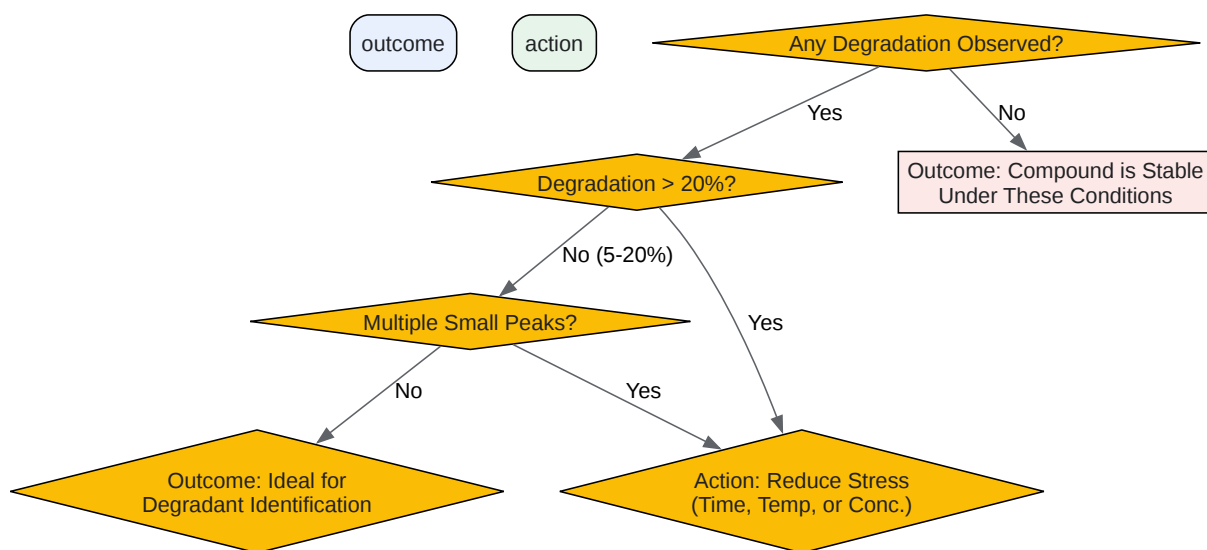 outcome
action
Any Degradation Observed?
Yes
No
Outcome: Compound is Stable
Under These Conditions
Degradation > 20%?
No (5-20%)
Yes
Multiple Small Peaks?
No
Yes
Outcome: Ideal for
Degradant Identification
Action: Reduce Stress
(Time, Temp, or Conc.)